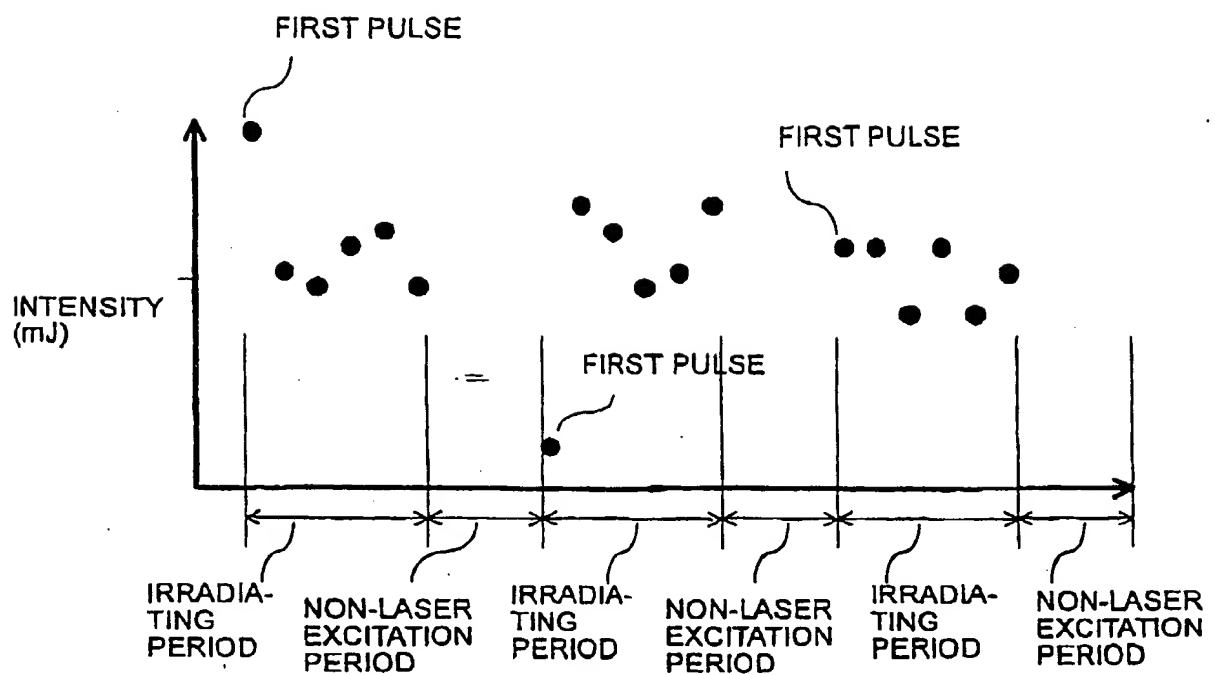 FIRST PULSE
FIRST PULSE
INTENSITY
(mJ)
FIRST PULSE
IRRADIA-
TING
PERIOD
NON-LASER
EXCITATION
PERIOD
IRRADIA-
TING
PERIOD
NON-LASER
EXCITATION
PERIOD
IRRADIA-
TING
PERIOD
NON-LASER
EXCITATION
PERIOD